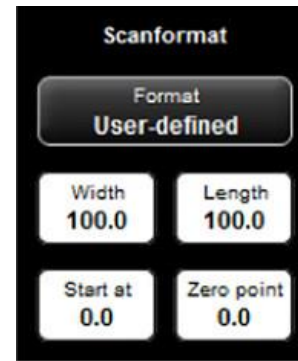 Scanformat
Format
User-defined
Width
Length
100.0
100.0
Start at
Zero point
0.0
0.0